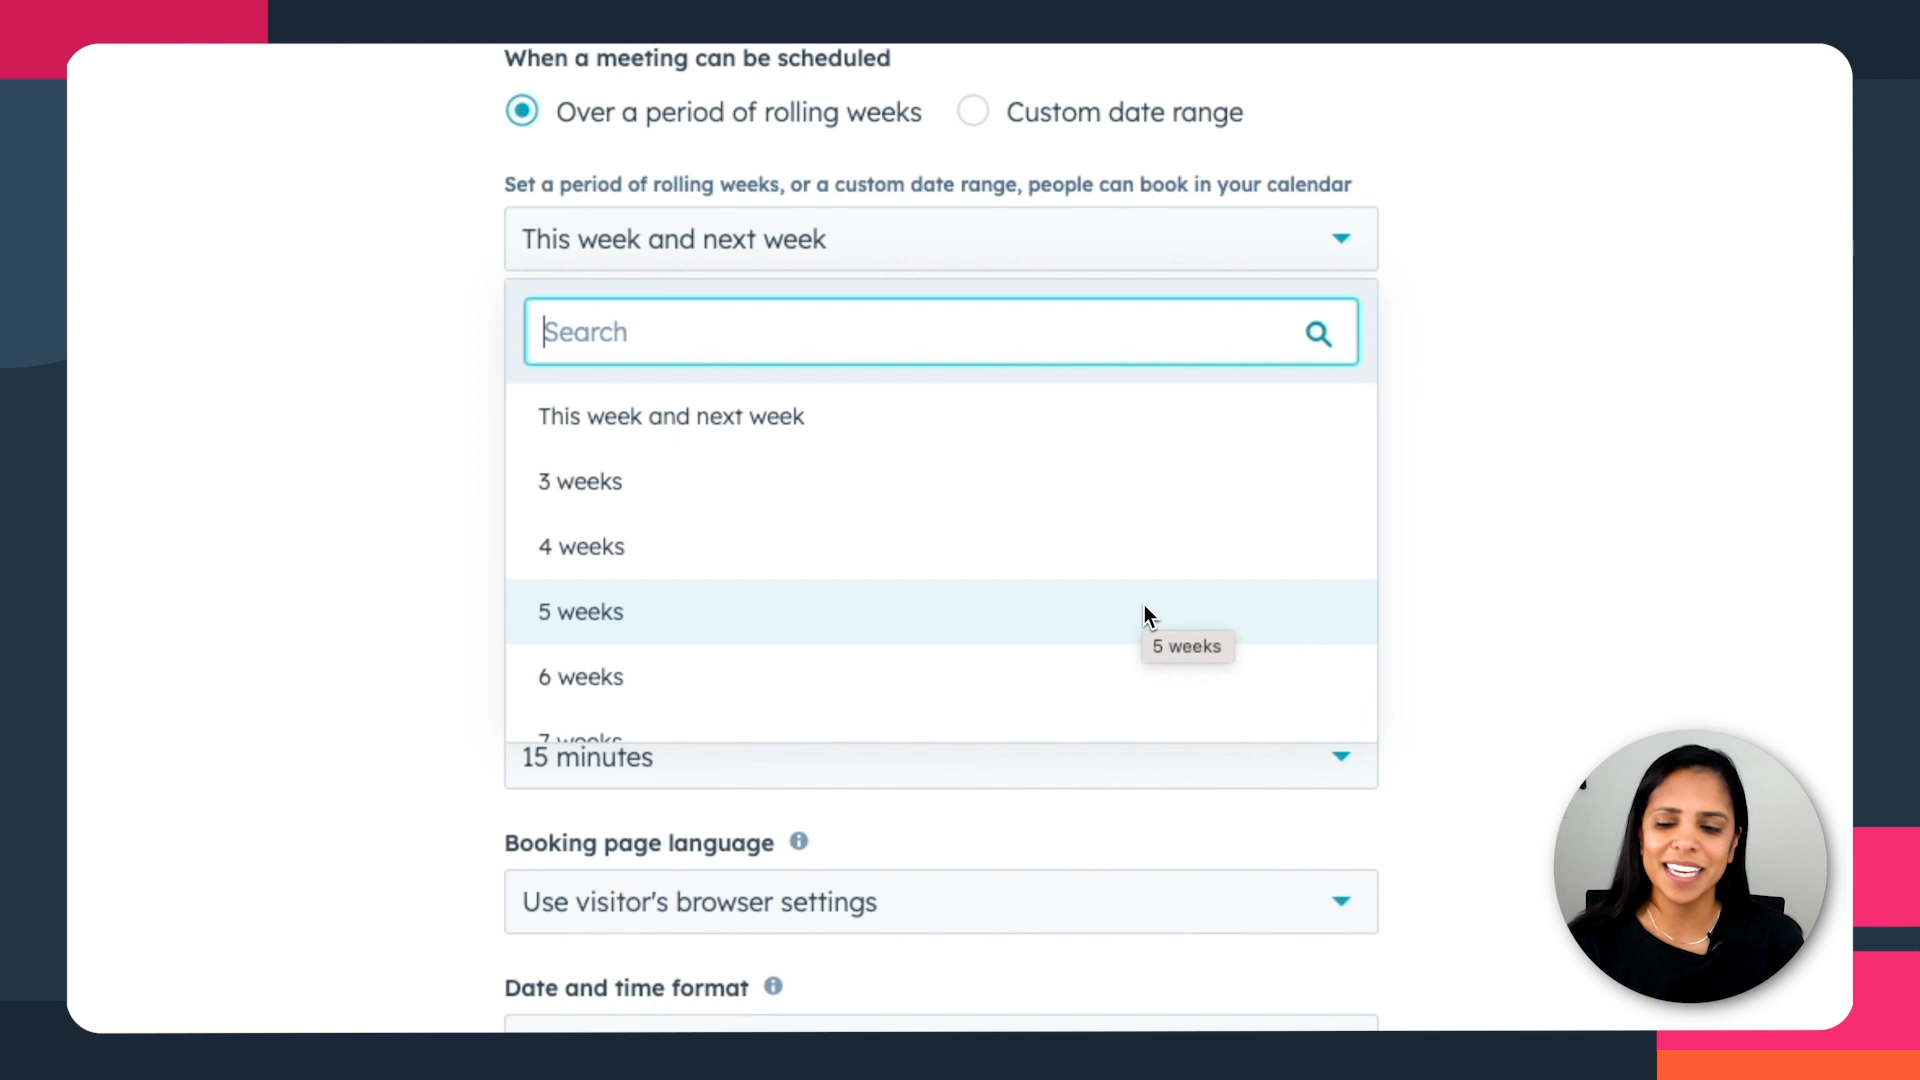 When a meeting can be scheduled
Over a period of rolling weeks Custom date range
Set a period of rolling weeks, or a custom date range, people can book in your calendar
This week and next week
Search
This week and next week
3 weeks
4 weeks
5 weeks
5 weeks
6 weeks
7 weeks
15 minutes
Booking page language
Use visitor's browser settings
Date and time format